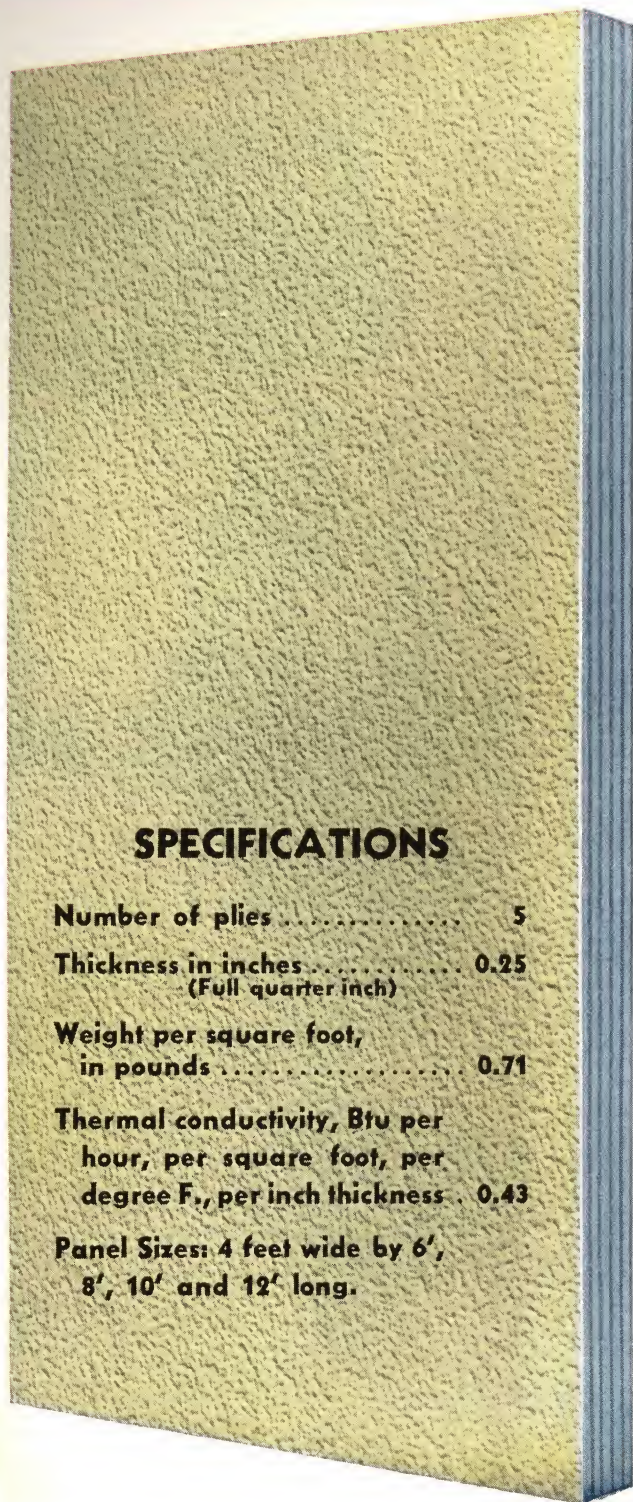 SPECIFICATIONS
Number of plies .............. 5
Thickness in inches ............ 0.25
(Full quarter inch)
Weight per square foot,
in pounds ................... 0.71
Thermal conductivity, Btu per
hour, per square foot, per
degree F., per inch thickness . 0.43
Panel Sizes: 4 feet wide by 6′,
8′, 10′ and 12′ long.